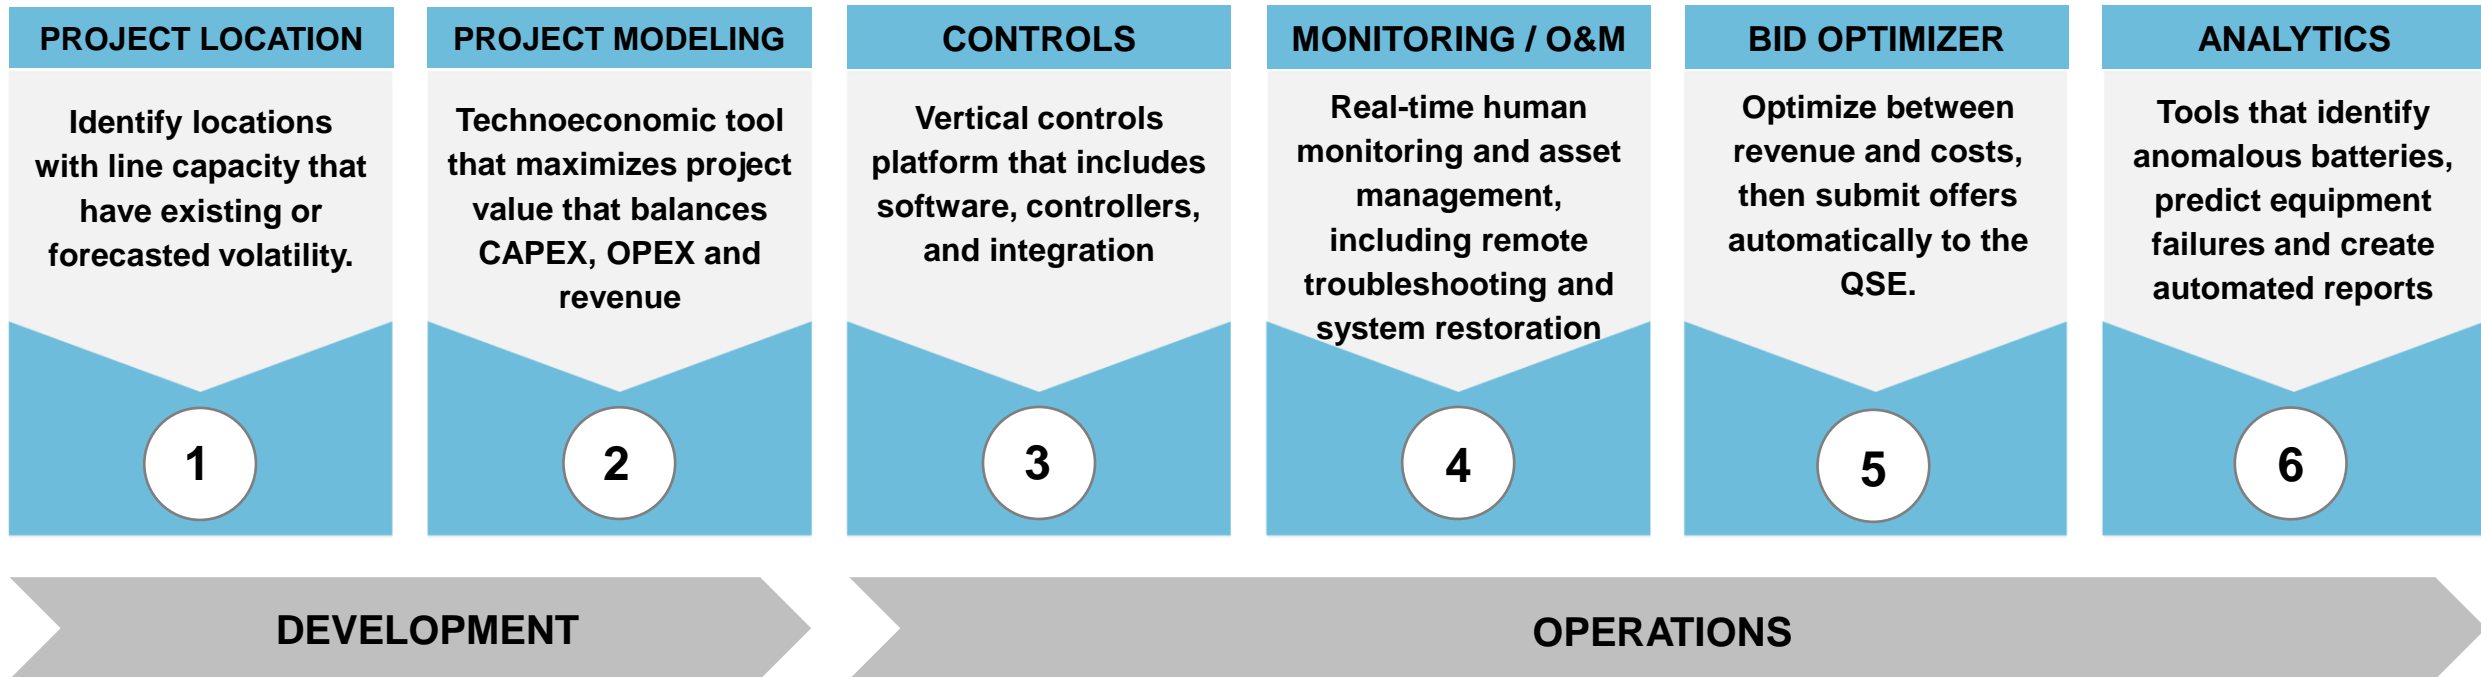 PROJECT LOCATION
Identify locations
with line capacity that
have existing or
forecasted volatility.
1
PROJECT MODELING
Technoeconomic tool
that maximizes project
value that balances
CAPEX, OPEX and
revenue
2
CONTROLS
Vertical controls
platform that includes
software, controllers,
and integration
3
MONITORING / O&M
Real-time human
monitoring and asset
management,
including remote
troubleshooting and
system restoration
4
BID OPTIMIZER
Optimize between
revenue and costs,
then submit offers
automatically to the
QSE.
5
ANALYTICS
Tools that identify
anomalous batteries,
predict equipment
failures and create
automated reports
6
DEVELOPMENT
OPERATIONS